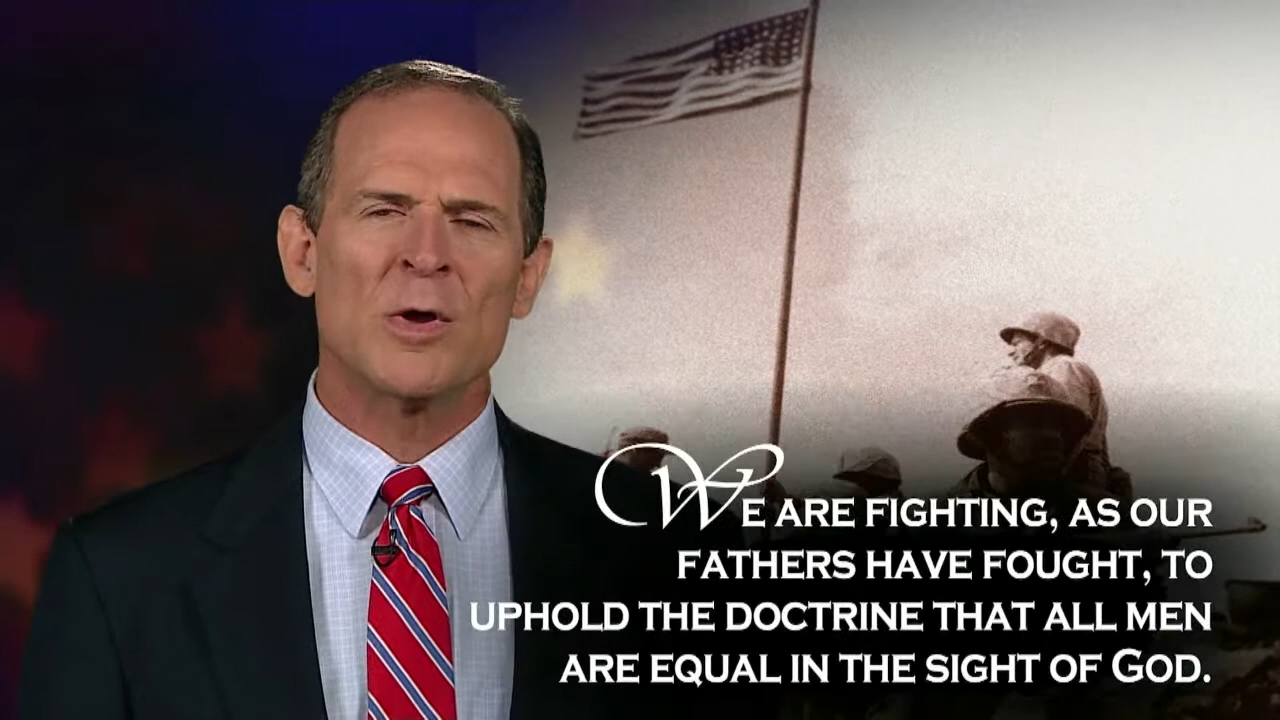 WE ARE FIGHTING, AS OUR
FATHERS HAVE FOUGHT, TO
UPHOLD THE DOCTRINE THAT ALL MEN
ARE EQUAL IN THE SIGHT OF GOD.